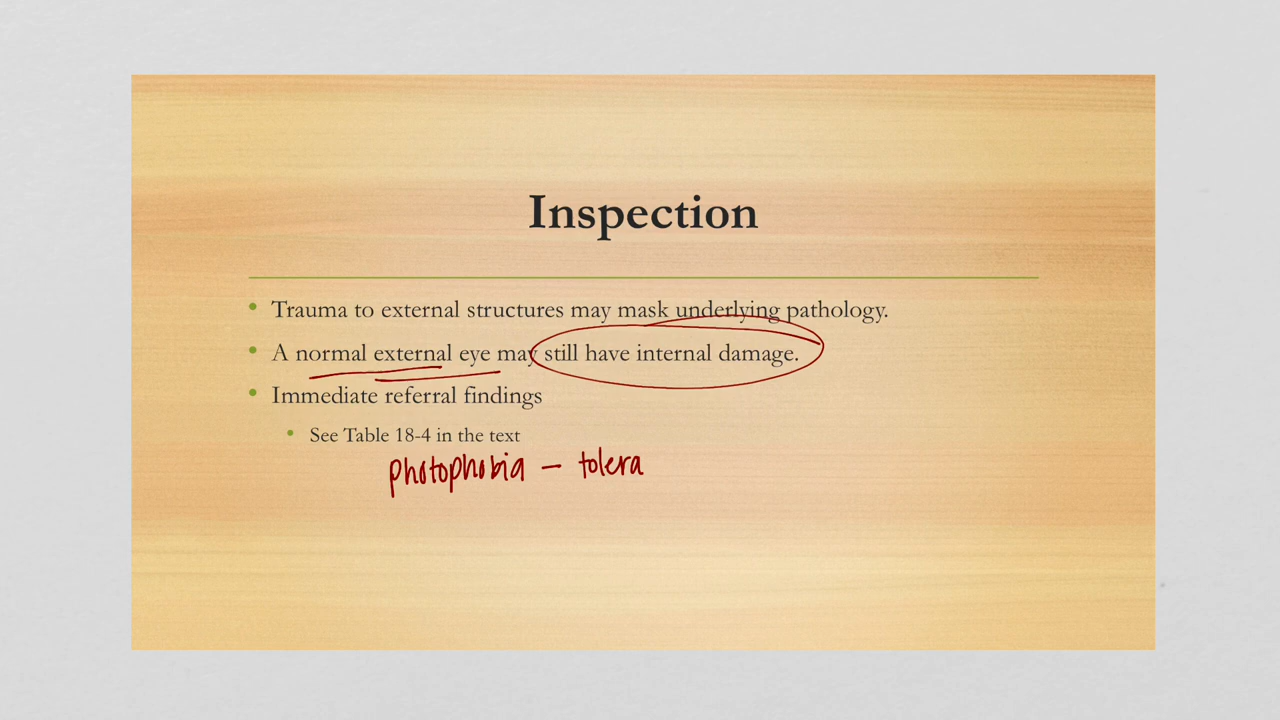 Inspection
• Trauma to external structures may mask underlying pathology.
• A normal external eye may still have internal damage.
• Immediate referral findings
• See Table 18-4 in the text
photophobia – tolera